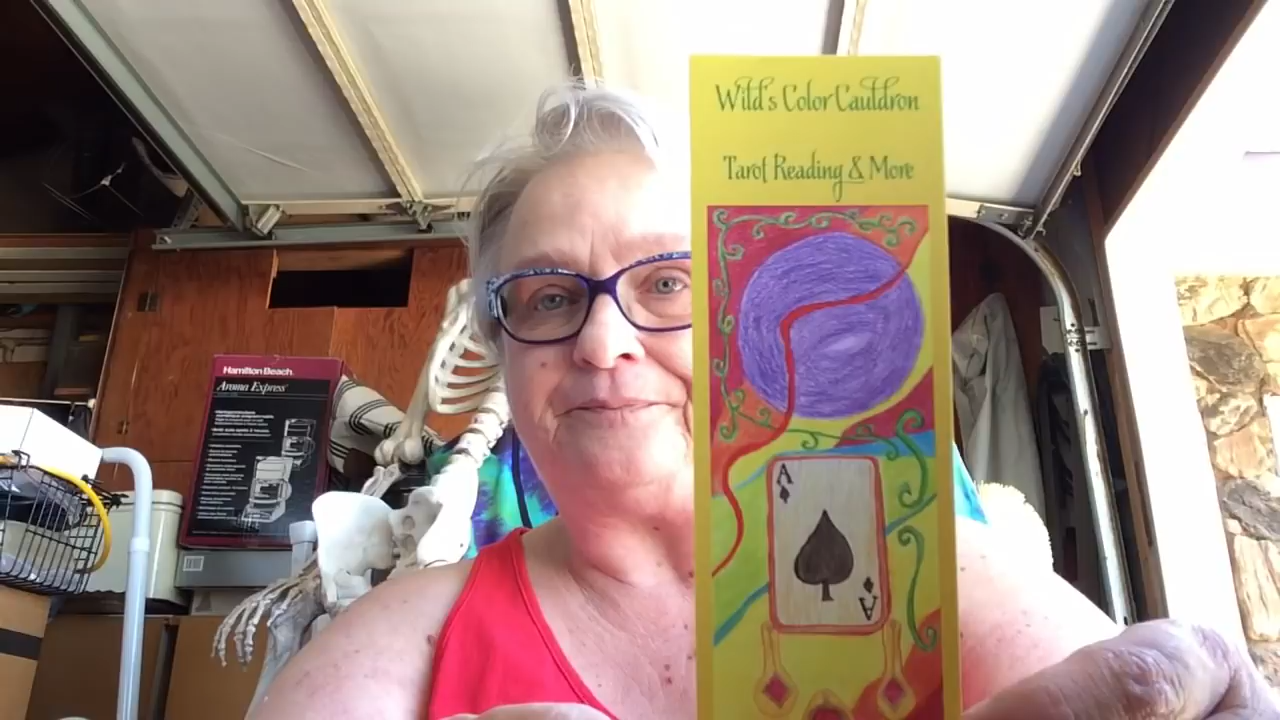 Wild's Color Cauldron
Tarot Reading & More
A
A
Hamilton Beach
Aroma Express